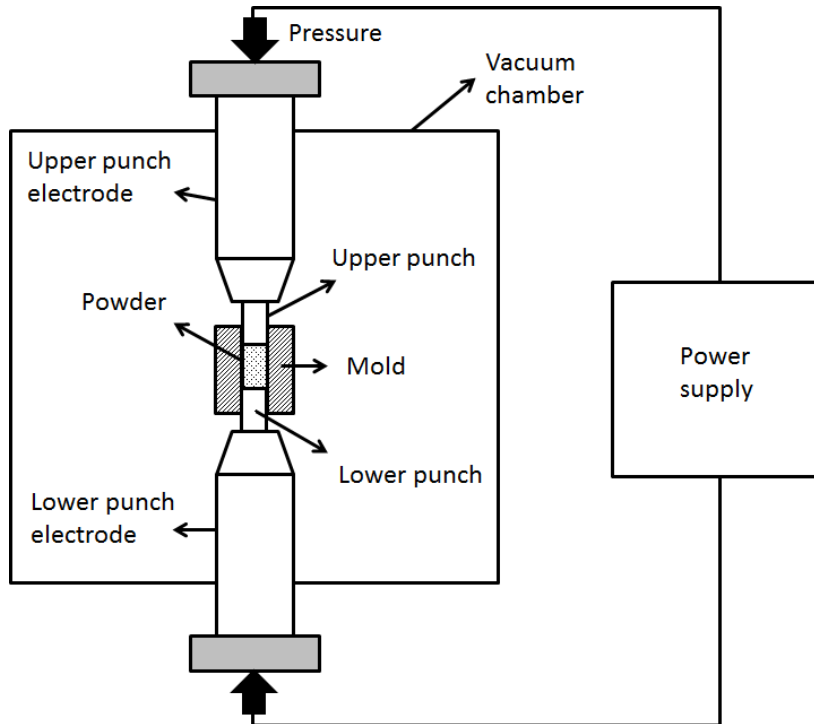 Pressure
Vacuum
chamber
Upper punch
electrode
Upper punch
Powder
Mold
Power
supply
Lower punch
Lower punch
electrode